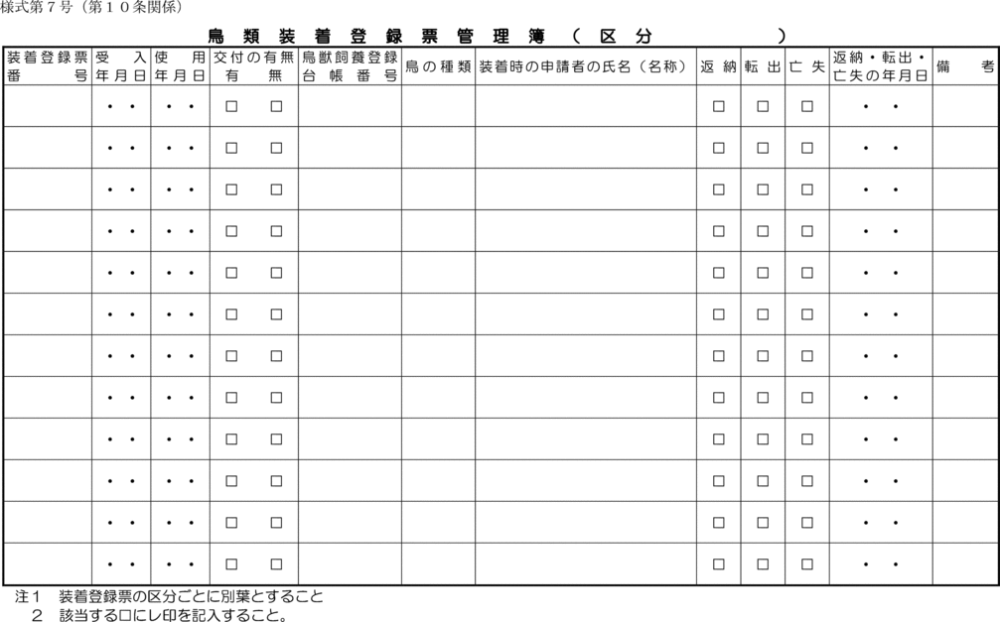 様式第７号（第１０条関係）
鳥類装着登録票管理簿（区分　　　　）
装着登録票番号 受入年月日 使用年月日 交付の有無 有 無 鳥獣飼養登録台帳番号 鳥の種類 装着時の申請者の氏名（名称） 返納 転出 亡失 返納・転出・亡失の年月日 備考
・・ ・・ □ □ □ □ □ ・・
・・ ・・ □ □ □ □ □ ・・
・・ ・・ □ □ □ □ □ ・・
・・ ・・ □ □ □ □ □ ・・
・・ ・・ □ □ □ □ □ ・・
・・ ・・ □ □ □ □ □ ・・
・・ ・・ □ □ □ □ □ ・・
・・ ・・ □ □ □ □ □ ・・
・・ ・・ □ □ □ □ □ ・・
・・ ・・ □ □ □ □ □ ・・
・・ ・・ □ □ □ □ □ ・・
・・ ・・ □ □ □ □ □ ・・
注１　装着登録票の区分ごとに別葉とすること
２　該当する□にレ印を記入すること。